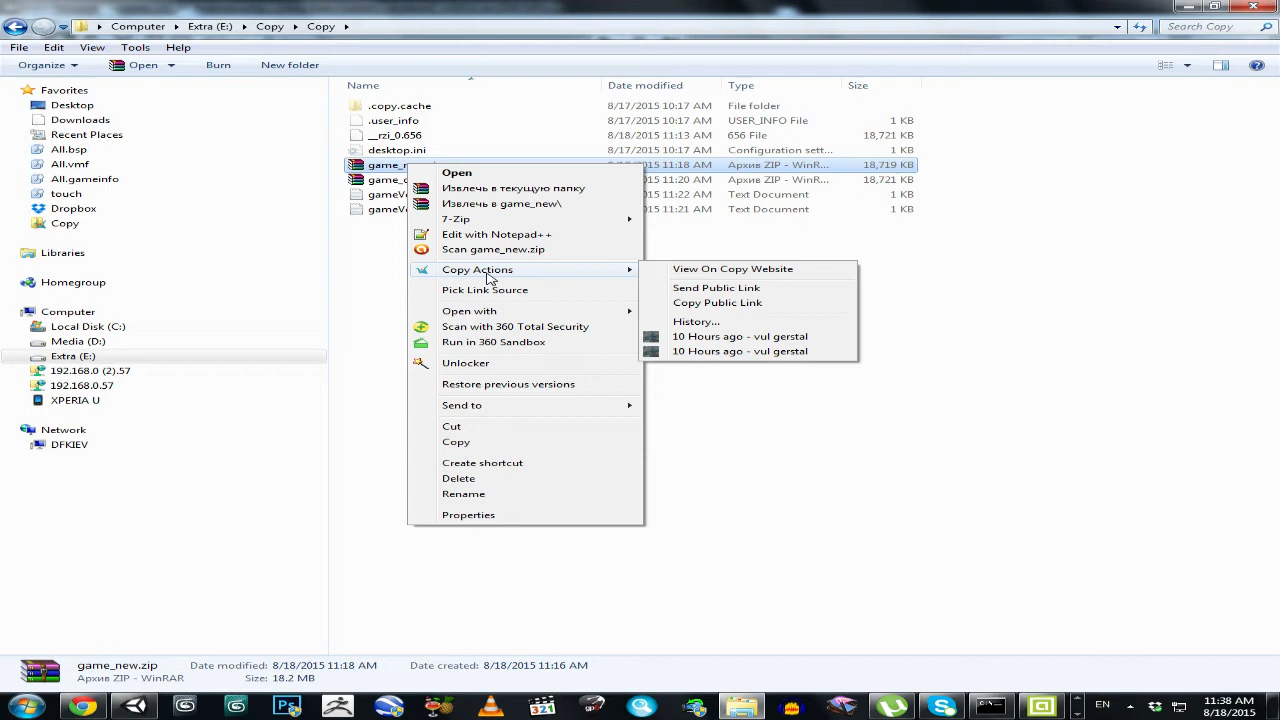 Computer Extra (E:) Copy Copy Search Copy
File Edit View Tools Help
Organize Open Burn New folder
Favorites
Desktop
Downloads
Recent Places
All.bsp
All.vmf
All.gameinfo
touch
Dropbox
Copy
Libraries
Homegroup
Computer
Local Disk (C:)
Media (D:)
Extra (E:)
192.168.0 (2).57
192.168.0.57
XPERIA U
Network
DFKIEV
Name Date modified Type Size
.copy.cache 8/17/2015 10:17 AM File folder
.user_info 8/17/2015 10:17 AM USER_INFO File 1 KB
__rzi_0.656 8/18/2015 11:13 AM 656 File 18,721 KB
desktop.ini 8/17/2015 10:17 AM Configuration sett... 1 KB
11:18 AM Архив ZIP - WinR... 18,719 KB
2015 11:20 AM Архив ZIP - WinR... 18,721 KB
2015 11:21 AM Text Document 1 KB
2015 11:21 AM Text Document 1 KB
Open
Извлечь в текущую папку
Извлечь в game_new\
7-Zip
Edit with Notepad++
Scan game_new.zip
Copy Actions
Pick Link Source
Open with
Scan with 360 Total Security
Run in 360 Sandbox
Unlocker
Restore previous versions
Send to
Cut
Copy
Create shortcut
Delete
Rename
Properties
View On Copy Website
Send Public Link
Copy Public Link
History...
10 Hours ago - vul gerstal
10 Hours ago - vul gerstal
game_new.zip Date modified: 8/18/2015 11:18 AM Date created: 8/18/2015 11:16 AM
Архив ZIP - WinRAR Size: 18.2 MB
EN 11:38 AM
8/18/2015